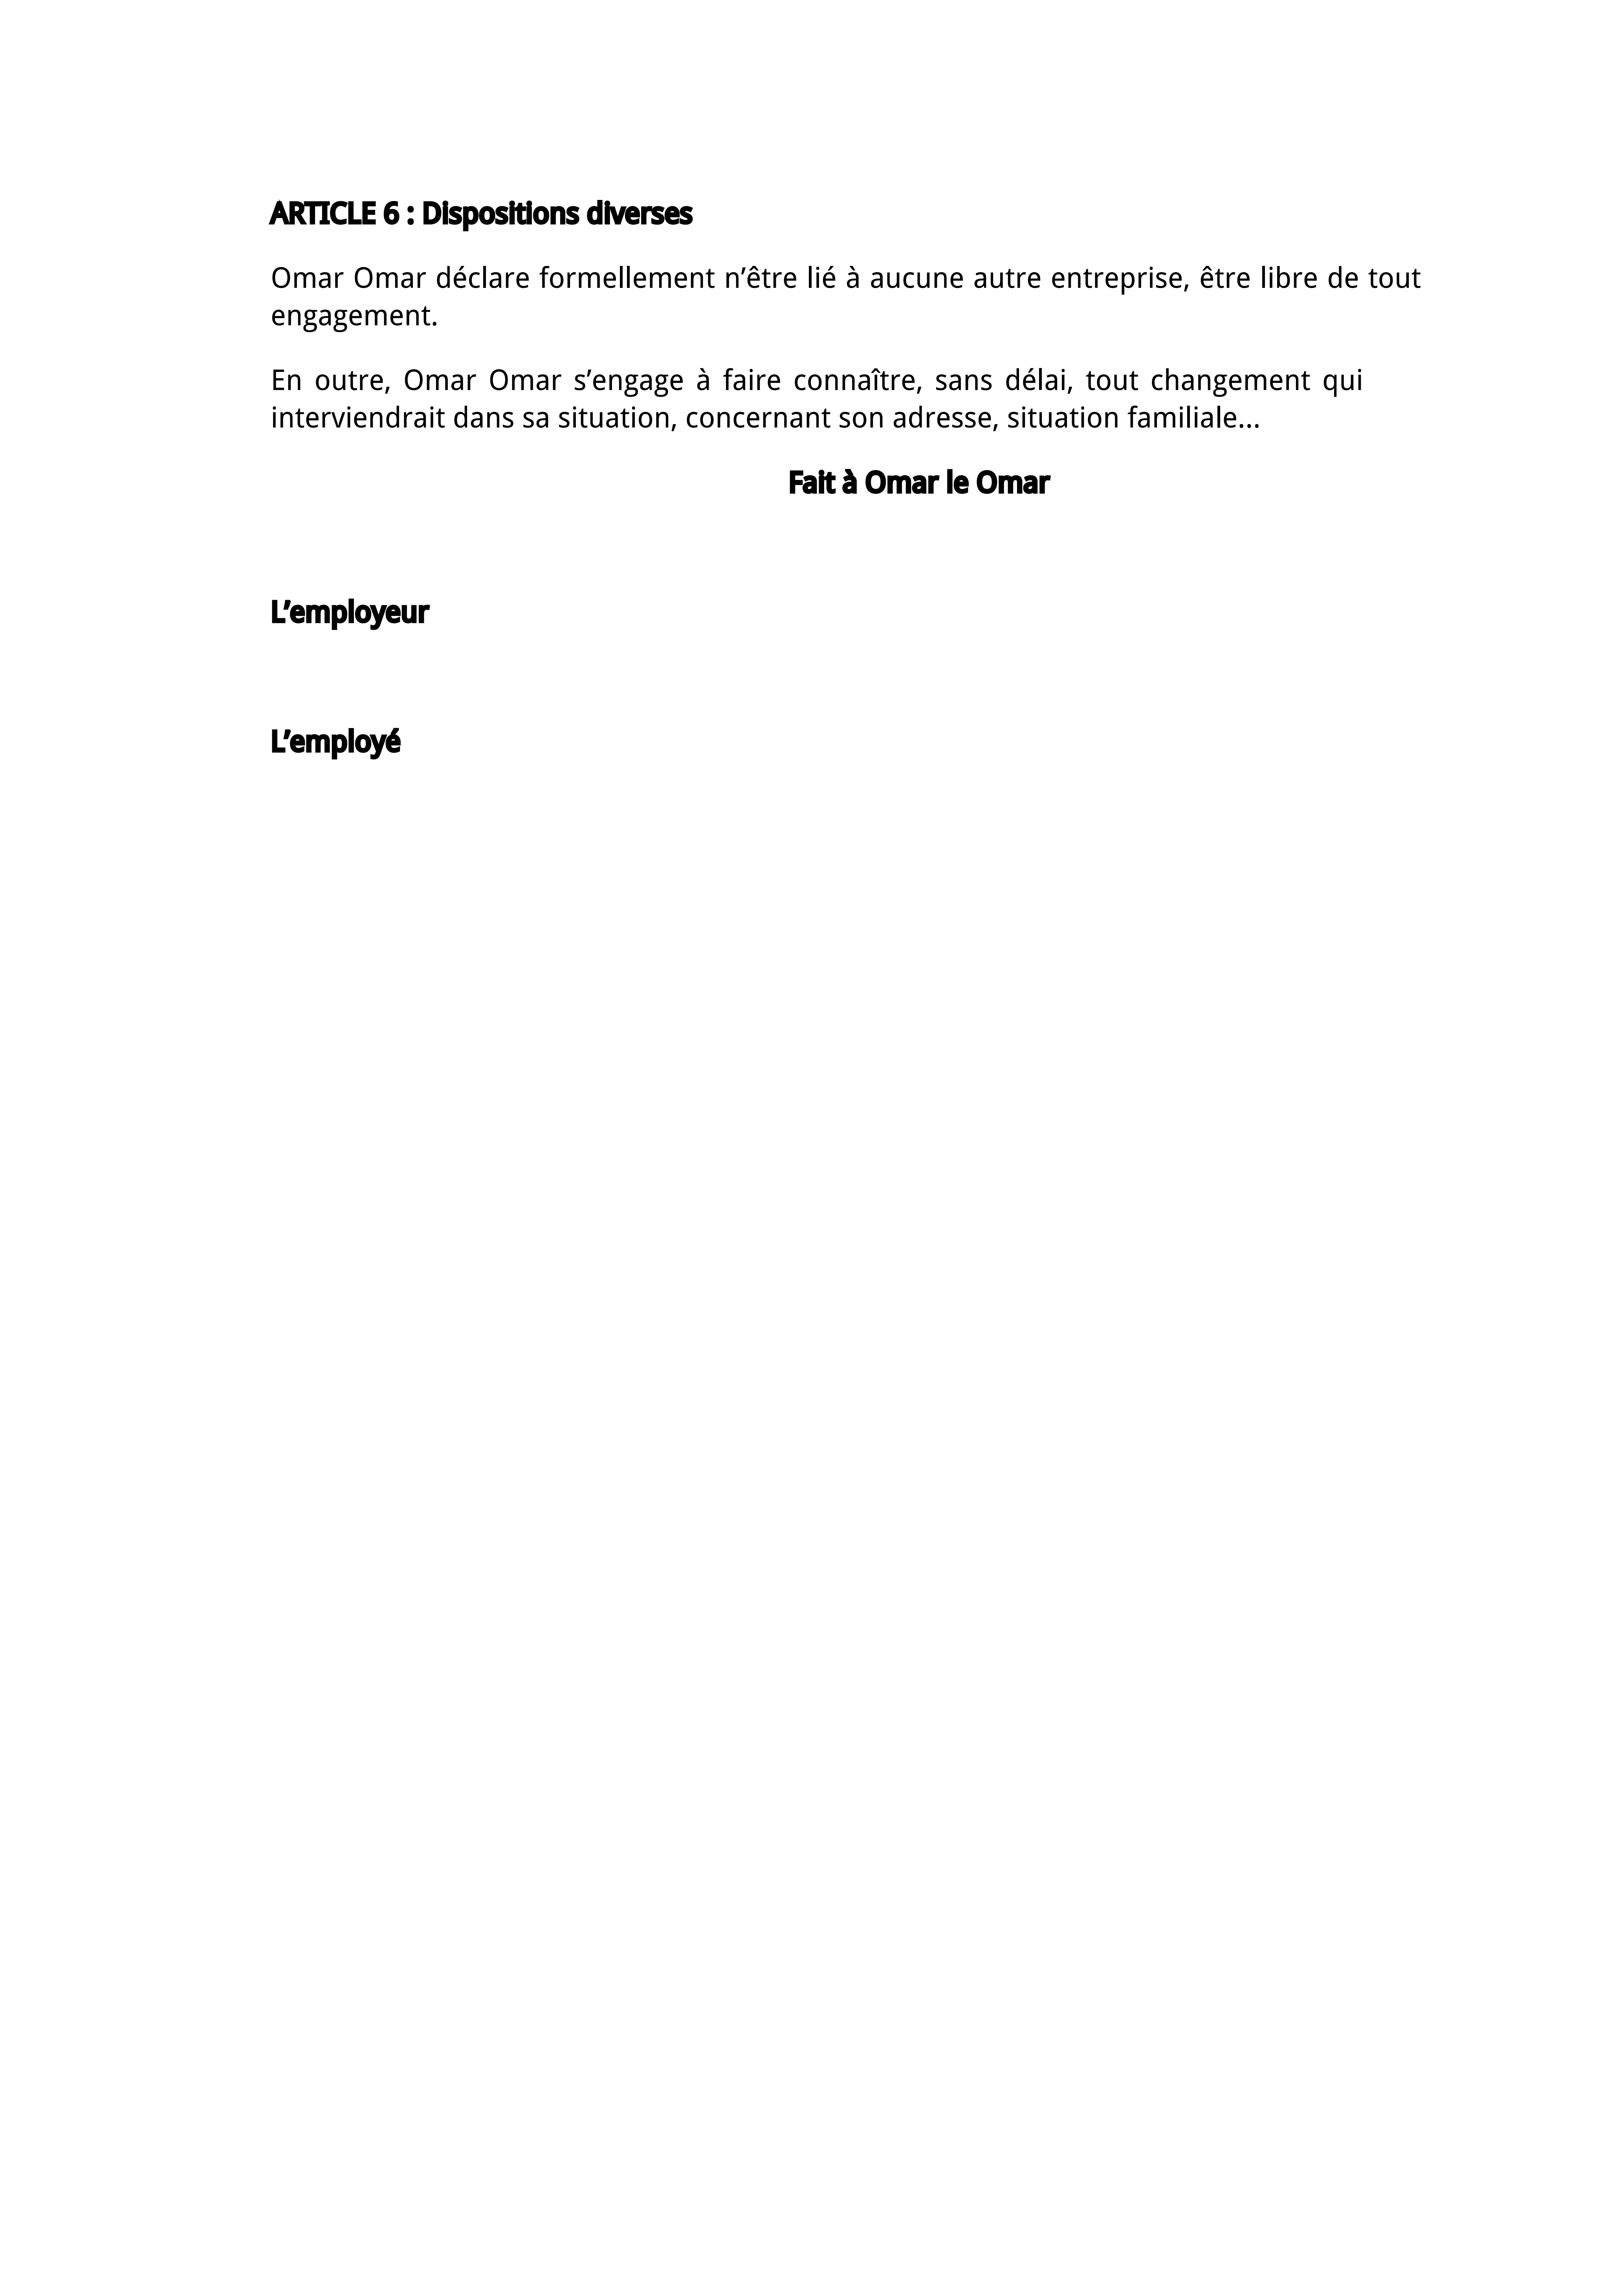 ARTICLE 6 : Dispositions diverses
Omar Omar déclare formellement n’être lié à aucune autre entreprise, être libre de tout
engagement.
En outre, Omar Omar s’engage à faire connaître, sans délai, tout changement qui
interviendrait dans sa situation, concernant son adresse, situation familiale…
Fait à Omar le Omar
L’employeur
L’employé